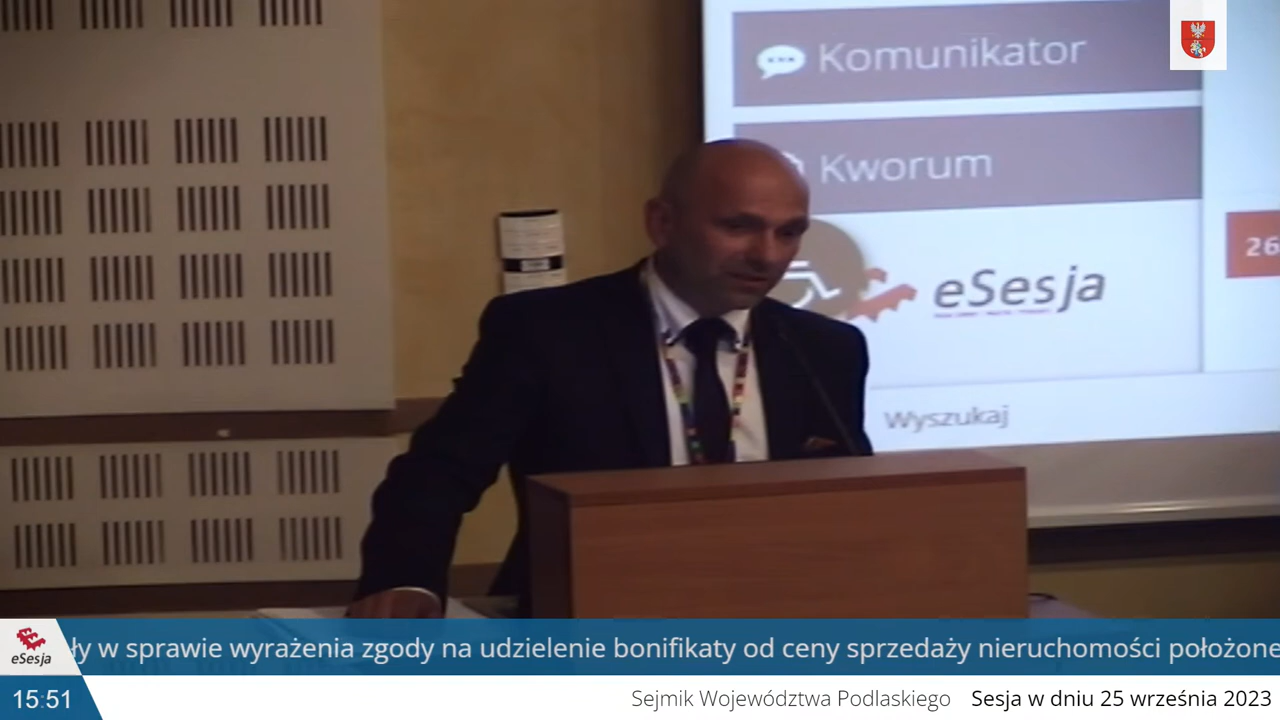 Komunikator
Kworum
26
eSesja
Wyszukaj
ły w sprawie wyrażenia zgody na udzielenie bonifikaty od ceny sprzedaży nieruchomości położone
eSesja
15:51
Sejmik Województwa Podlaskiego Sesja w dniu 25 września 2023